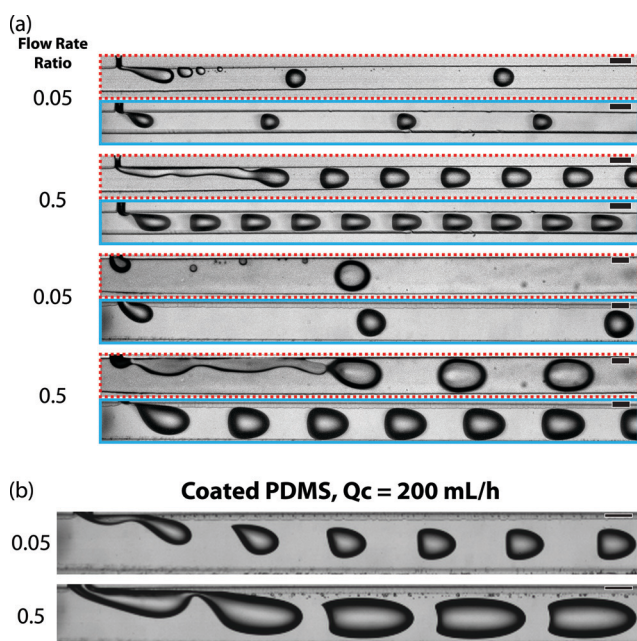 (a)
Flow Rate
Ratio
0.05
0.5
0.05
0.5
(b)
Coated PDMS, Qc = 200 mL/h
0.05
0.5